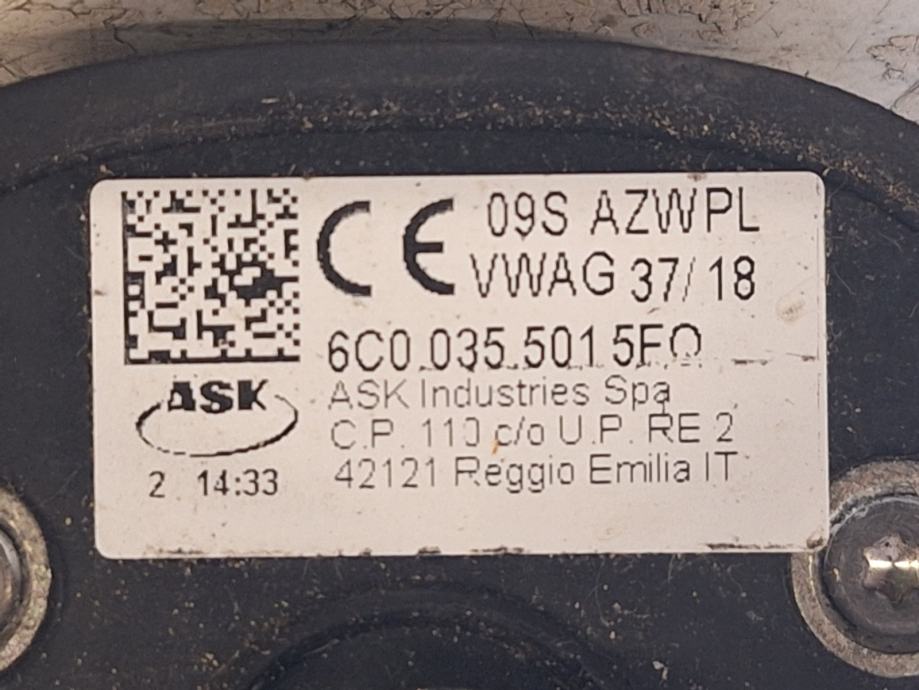 CE
09S AZWPL
VWAG 37/18
6C0.035.501 5FQ
ASK
2 14:33
ASK Industries Spa
C.P. 110 c/o U.P. RE 2
42121 Reggio Emilia IT